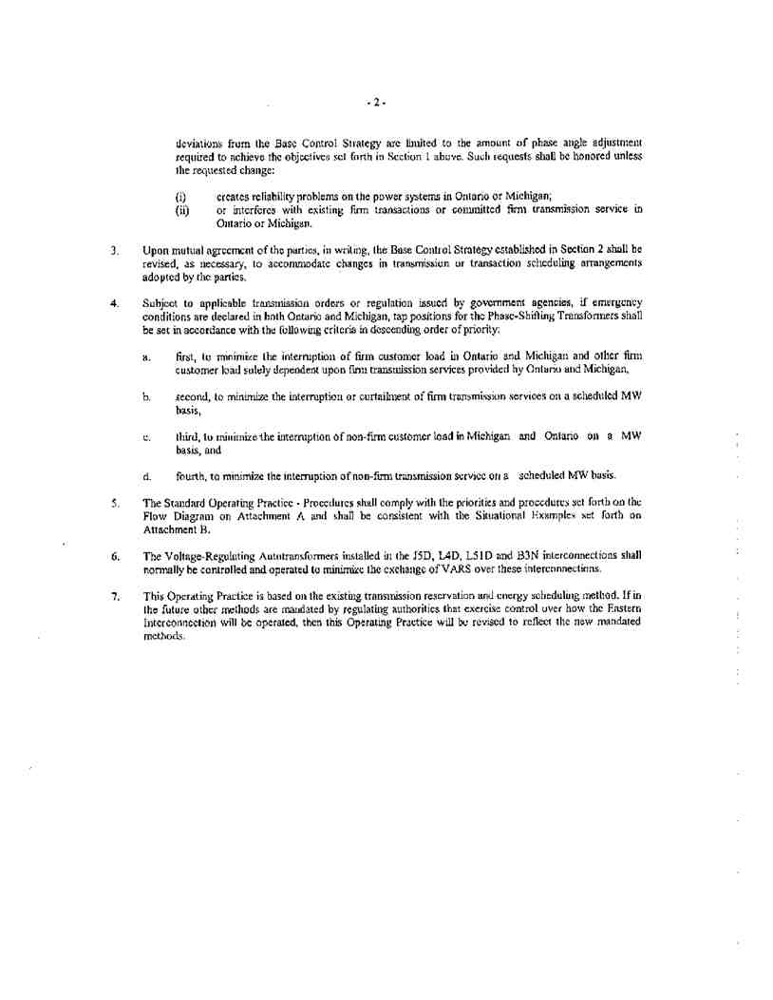 - 2 -
deviations from the Base Control Strategy are limited to the amount of phase angle adjustment
required to achieve the objectives set forth in Section 1 above. Such requests shall be honored unless
the requested change:
(i) creates reliability problems on the power systems in Ontario or Michigan;
(ii) or interferes with existing firm transactions or committed firm transmission service in
Ontario or Michigan.
3. Upon mutual agreement of the parties, in writing, the Base Control Strategy established in Section 2 shall be
revised, as necessary, to accommodate changes in transmission or transaction scheduling arrangements
adopted by the parties.
4. Subject to applicable transmission orders or regulation issued by government agencies, if emergency
conditions are declared in both Ontario and Michigan, tap positions for the Phase-Shifting Transformers shall
be set in accordance with the following criteria in descending order of priority:
a. first, to minimize the interruption of firm customer load in Ontario and Michigan and other firm
customer load solely dependent upon firm transmission services provided by Ontario and Michigan,
b. second, to minimize the interruption or curtailment of firm transmission services on a scheduled MW
basis,
c. third, to minimize the interruption of non-firm customer load in Michigan and Ontario on a MW
basis, and
d. fourth, to minimize the interruption of non-firm transmission service on a scheduled MW basis.
5. The Standard Operating Practice - Procedures shall comply with the priorities and procedures set forth on the
Flow Diagram on Attachment A and shall be consistent with the Situational Examples set forth on
Attachment B.
6. The Voltage-Regulating Autotransformers installed in the J5D, L4D, L51D and B3N interconnections shall
normally be controlled and operated to minimize the exchange of VARS over these interconnections.
7. This Operating Practice is based on the existing transmission reservation and energy scheduling method. If in
the future other methods are mandated by regulating authorities that exercise control over how the Eastern
Interconnection will be operated, then this Operating Practice will be revised to reflect the new mandated
methods.